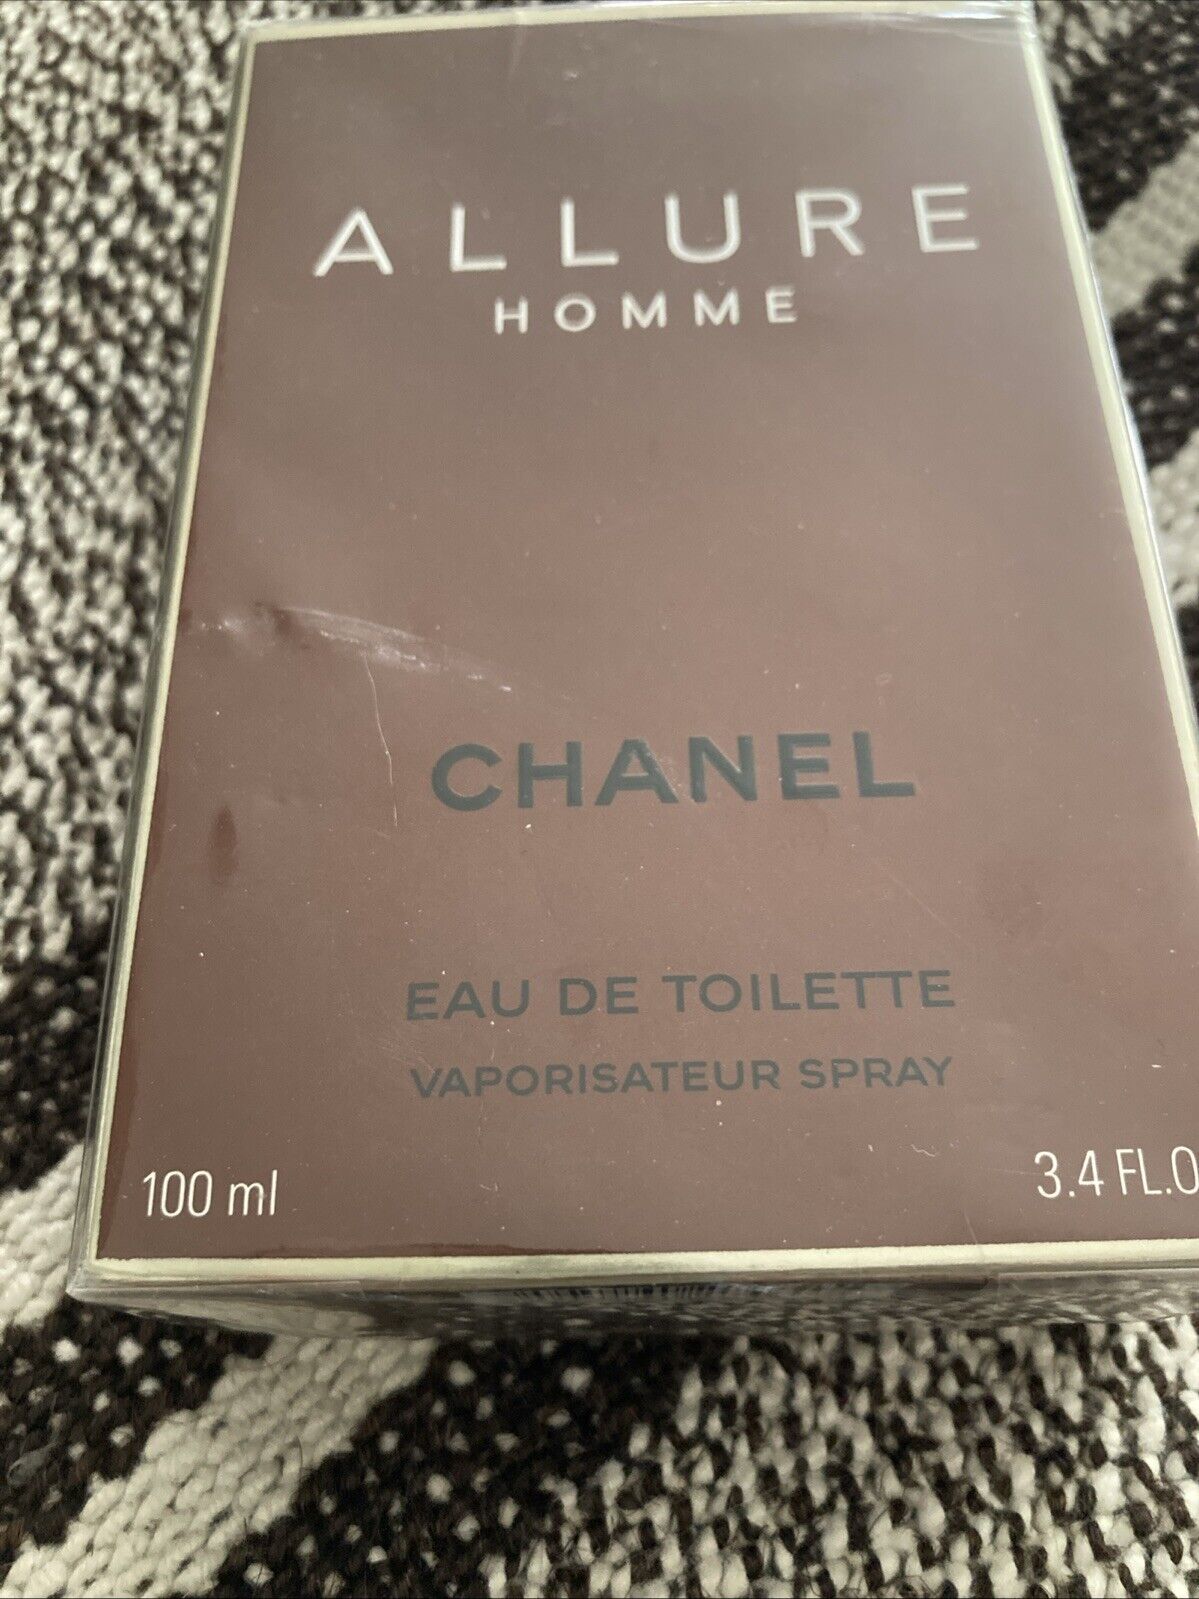 ALLURE
HOMME
CHANEL
EAU DE TOILETTE
VAPORISATEUR SPRAY
100 ml
3.4 FL.O